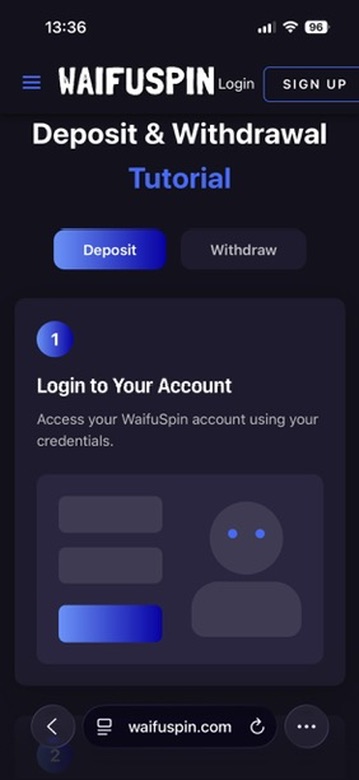 13:36
96
WAIFUSPIN
Login
SIGN UP
Deposit & Withdrawal
Tutorial
Deposit
Withdraw
1
Login to Your Account
Access your WaifuSpin account using your
credentials.
waifuspin.com
2